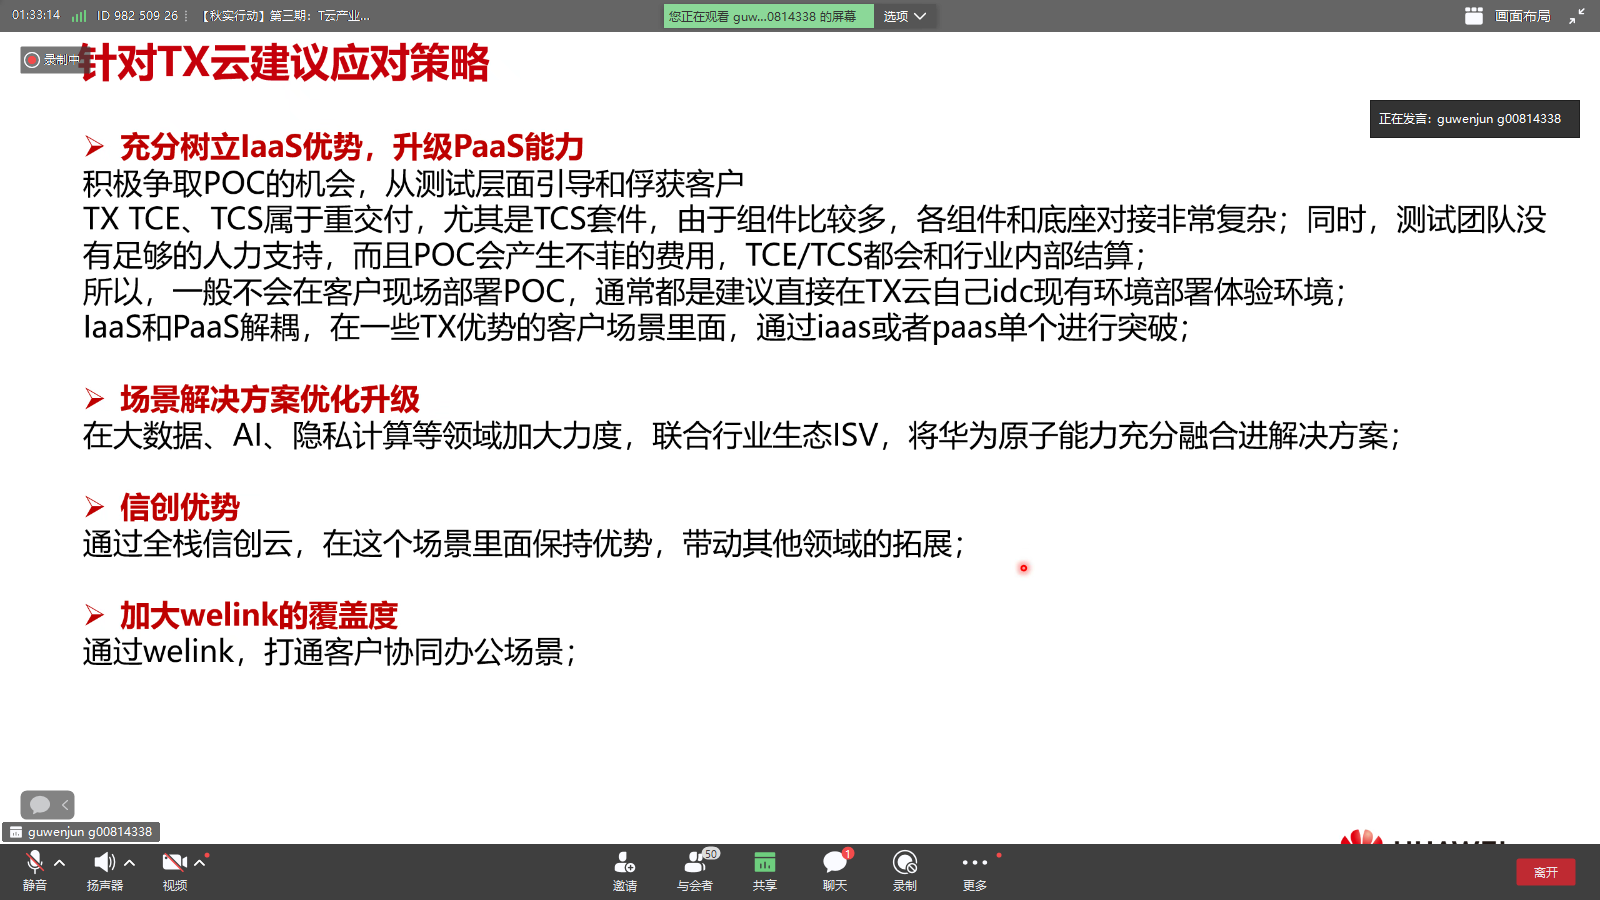 01:33:14 ID 982 509 26 【秋实行动】第三期：T云产业... 您正在观看 guw...0814338 的屏幕 选项 画面布局
录制中
针对TX云建议应对策略
正在发言: guwenjun g00814338
充分树立IaaS优势，升级PaaS能力
积极争取POC的机会，从测试层面引导和俘获客户
TX TCE、TCS属于重交付，尤其是TCS套件，由于组件比较多，各组件和底座对接非常复杂；同时，测试团队没
有足够的人力支持，而且POC会产生不菲的费用，TCE/TCS都会和行业内部结算；
所以，一般不会在客户现场部署POC，通常都是建议直接在TX云自己idc现有环境部署体验环境；
IaaS和PaaS解耦，在一些TX优势的客户场景里面，通过iaas或者paas单个进行突破；
场景解决方案优化升级
在大数据、AI、隐私计算等领域加大力度，联合行业生态ISV，将华为原子能力充分融合进解决方案；
信创优势
通过全栈信创云，在这个场景里面保持优势，带动其他领域的拓展；
加大welink的覆盖度
通过welink，打通客户协同办公场景；
guwenjun g00814338
HUAWEI
50 1
静音 扬声器 视频 邀请 与会者 共享 聊天 录制 更多 离开